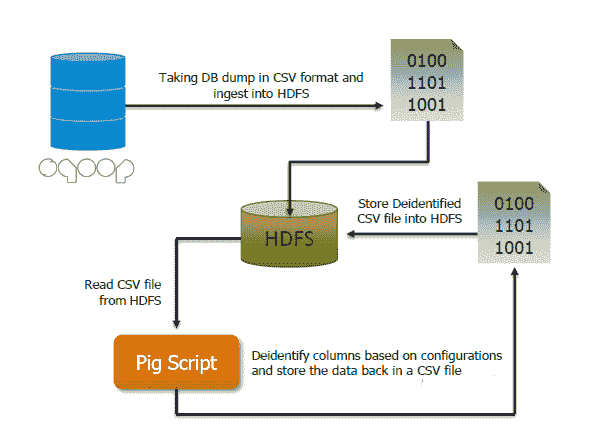 Taking DB dump in CSV format and
ingest into HDFS
0100
1101
1001
sqoop
HDFS
Store Deidentified
CSV file into HDFS
0100
1101
1001
Read CSV file
from HDFS
Pig Script
Deidentify columns based on configurations
and store the data back in a CSV file